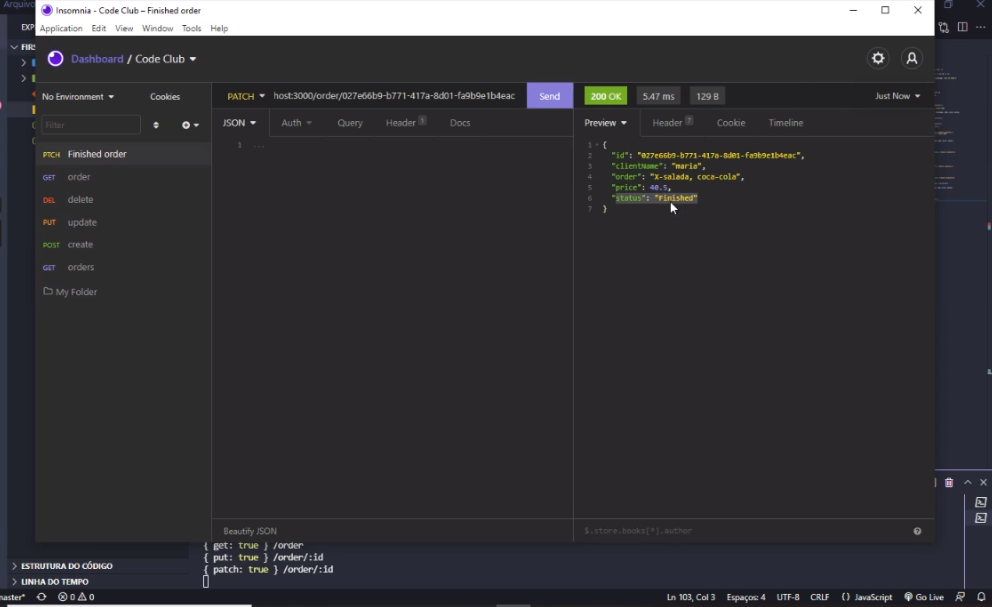 Arquivo
Insomnia - Code Club – Finished order
Application Edit View Window Tools Help
EXP
FIRS
Dashboard / Code Club
No Environment Cookies
PATCH host:3000/order/027e66b9-b771-417a-8d01-fa9b9e1b4eac Send
200 OK 5.47 ms 129 B Just Now
Filter
JSON Auth Query Header 1 Docs
Preview Header 7 Cookie Timeline
1 ...
PTCH Finished order
GET order
DEL delete
PUT update
POST create
GET orders
My Folder
1 {
2 "id": "027e66b9-b771-417a-8d01-fa9b9e1b4eac",
3 "clientName": "maria",
4 "order": "X-salada, coca-cola",
5 "price": 40.5,
6 "status": "Finished"
7 }
Beautify JSON
$.store.books[*].author
{ get: true } /order
{ put: true } /order/:id
{ patch: true } /order/:id
ESTRUTURA DO CÓDIGO
LINHA DO TEMPO
master* 0 0 Ln 103, Col 3 Espaços: 4 UTF-8 CRLF {} JavaScript Go Live